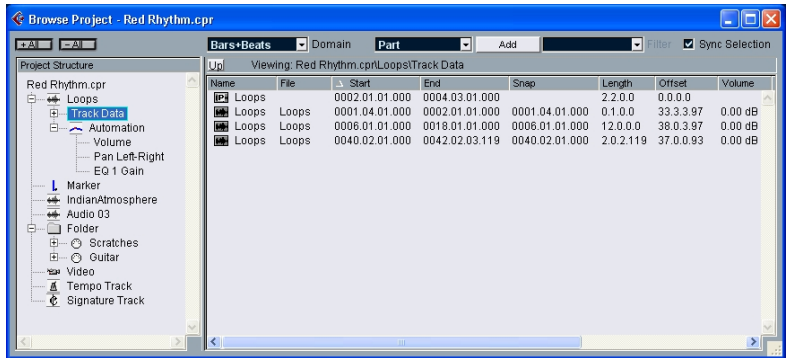 Browse Project - Red Rhythm.cpr
+ All - All Bars+Beats Domain Part Add Filter Sync Selection
Project Structure
Up Viewing: Red Rhythm.cpr\Loops\Track Data
Name File Start End Snap Length Offset Volume
Loops 0002.01.01.000 0004.03.01.000 2.2.0.0 0.0.0.0
Loops Loops 0001.04.01.000 0002.01.01.000 0001.04.01.000 0.1.0.0 33.3.3.97 0.00 dB
Loops Loops 0006.01.01.000 0018.01.01.000 0006.01.01.000 12.0.0.0 38.0.3.97 0.00 dB
Loops Loops 0040.02.01.000 0042.02.03.119 0040.02.01.000 2.0.2.119 37.0.0.93 0.00 dB
Red Rhythm.cpr
Loops
Track Data
Automation
Volume
Pan Left-Right
EQ 1 Gain
Marker
IndianAtmosphere
Audio 03
Folder
Scratches
Guitar
Video
Tempo Track
Signature Track